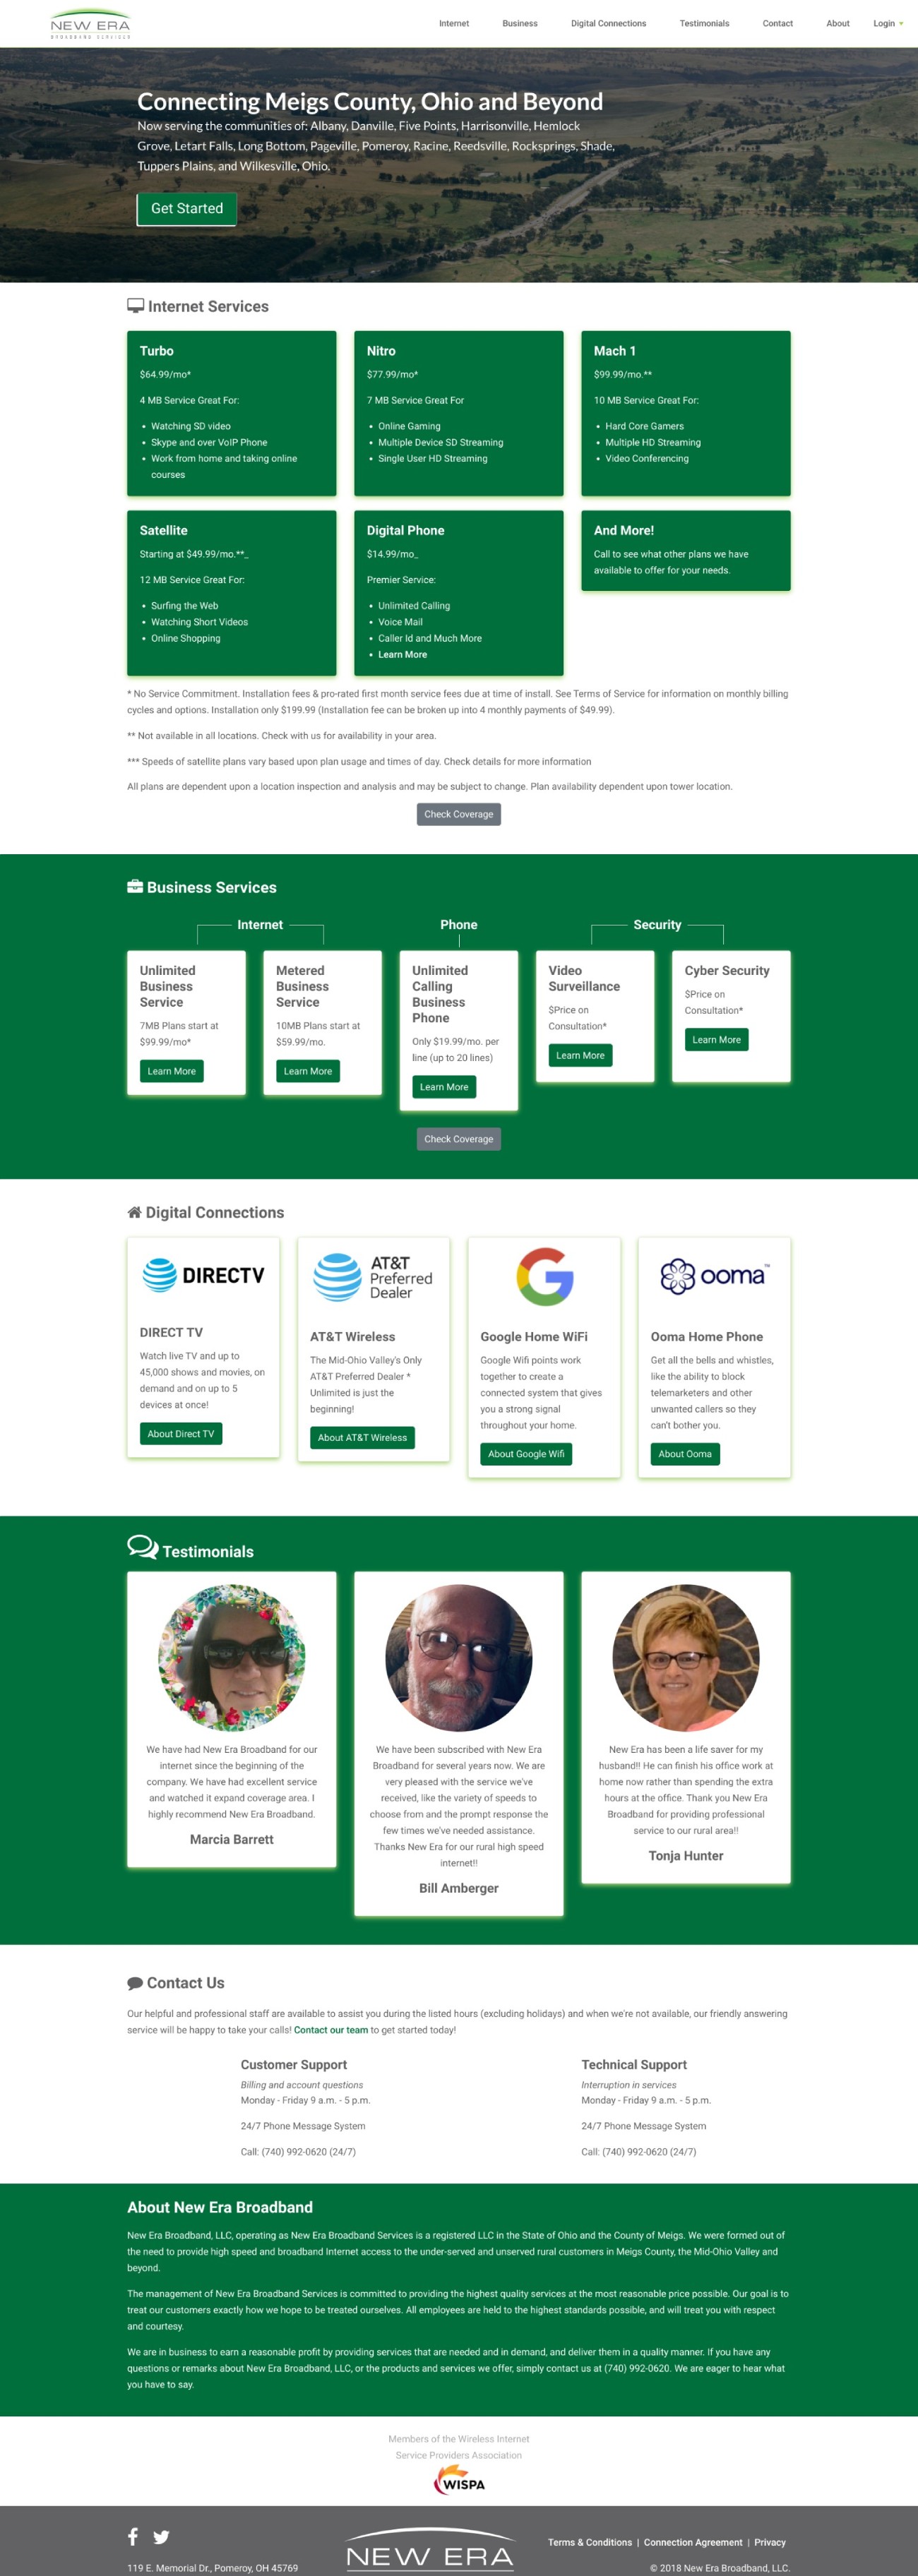 NEW ERA
BROADBAND SERVICES
Internet Business Digital Connections Testimonials Contact About Login
Connecting Meigs County, Ohio and Beyond
Now serving the communities of: Albany, Danville, Five Points, Harrisonville, Hemlock
Grove, Letart Falls, Long Bottom, Pageville, Pomeroy, Racine, Reedsville, Rocksprings, Shade,
Tuppers Plains, and Wilkesville, Ohio.
Get Started
Internet Services
Turbo
$64.99/mo*
4 MB Service Great For:
• Watching SD video
• Skype and over VoIP Phone
• Work from home and taking online
courses
Nitro
$77.99/mo*
7 MB Service Great For
• Online Gaming
• Multiple Device SD Streaming
• Single User HD Streaming
Mach 1
$99.99/mo.**
10 MB Service Great For:
• Hard Core Gamers
• Multiple HD Streaming
• Video Conferencing
Satellite
Starting at $49.99/mo.**_
12 MB Service Great For:
• Surfing the Web
• Watching Short Videos
• Online Shopping
Digital Phone
$14.99/mo_
Premier Service:
• Unlimited Calling
• Voice Mail
• Caller Id and Much More
• Learn More
And More!
Call to see what other plans we have
available to offer for your needs.
* No Service Commitment. Installation fees & pro-rated first month service fees due at time of install. See Terms of Service for information on monthly billing
cycles and options. Installation only $199.99 (Installation fee can be broken up into 4 monthly payments of $49.99).
** Not available in all locations. Check with us for availability in your area.
*** Speeds of satellite plans vary based upon plan usage and times of day. Check details for more information
All plans are dependent upon a location inspection and analysis and may be subject to change. Plan availability dependent upon tower location.
Check Coverage
Business Services
Internet
Phone
Security
Unlimited
Business
Service
7MB Plans start at
$99.99/mo*
Learn More
Metered
Business
Service
10MB Plans start at
$59.99/mo.
Learn More
Unlimited
Calling
Business
Phone
Only $19.99/mo. per
line (up to 20 lines)
Learn More
Video
Surveillance
$Price on
Consultation*
Learn More
Cyber Security
$Price on
Consultation*
Learn More
Check Coverage
Digital Connections
DIRECTV
DIRECT TV
Watch live TV and up to
45,000 shows and movies, on
demand and on up to 5
devices at once!
About Direct TV
AT&T
Preferred
Dealer
AT&T Wireless
The Mid-Ohio Valley's Only
AT&T Preferred Dealer *
Unlimited is just the
beginning!
About AT&T Wireless
G
Google Home WiFi
Google Wifi points work
together to create a
connected system that gives
you a strong signal
throughout your home.
About Google Wifi
ooma™
Ooma Home Phone
Get all the bells and whistles,
like the ability to block
telemarketers and other
unwanted callers so they
can't bother you.
About Ooma
Testimonials
We have had New Era Broadband for our
internet since the beginning of the
company. We have had excellent service
and watched it expand coverage area. I
highly recommend New Era Broadband.
Marcia Barrett
We have been subscribed with New Era
Broadband for several years now. We are
very pleased with the service we've
received, like the variety of speeds to
choose from and the prompt response the
few times we've needed assistance.
Thanks New Era for our rural high speed
internet!!
Bill Amberger
New Era has been a life saver for my
husband!! He can finish his office work at
home now rather than spending the extra
hours at the office. Thank you New Era
Broadband for providing professional
service to our rural area!!
Tonja Hunter
Contact Us
Our helpful and professional staff are available to assist you during the listed hours (excluding holidays) and when we're not available, our friendly answering
service will be happy to take your calls! Contact our team to get started today!
Customer Support
Billing and account questions
Monday - Friday 9 a.m. - 5 p.m.
24/7 Phone Message System
Call: (740) 992-0620 (24/7)
Technical Support
Interruption in services
Monday - Friday 9 a.m. - 5 p.m.
24/7 Phone Message System
Call: (740) 992-0620 (24/7)
About New Era Broadband
New Era Broadband, LLC, operating as New Era Broadband Services is a registered LLC in the State of Ohio and the County of Meigs. We were formed out of
the need to provide high speed and broadband Internet access to the under-served and unserved rural customers in Meigs County, the Mid-Ohio Valley and
beyond.
The management of New Era Broadband Services is committed to providing the highest quality services at the most reasonable price possible. Our goal is to
treat our customers exactly how we hope to be treated ourselves. All employees are held to the highest standards possible, and will treat you with respect
and courtesy.
We are in business to earn a reasonable profit by providing services that are needed and in demand, and deliver them in a quality manner. If you have any
questions or remarks about New Era Broadband, LLC, or the products and services we offer, simply contact us at (740) 992-0620. We are eager to hear what
you have to say.
Members of the Wireless Internet
Service Providers Association
WISPA
NEW ERA
Terms & Conditions | Connection Agreement | Privacy
119 E. Memorial Dr., Pomeroy, OH 45769
© 2018 New Era Broadband, LLC.